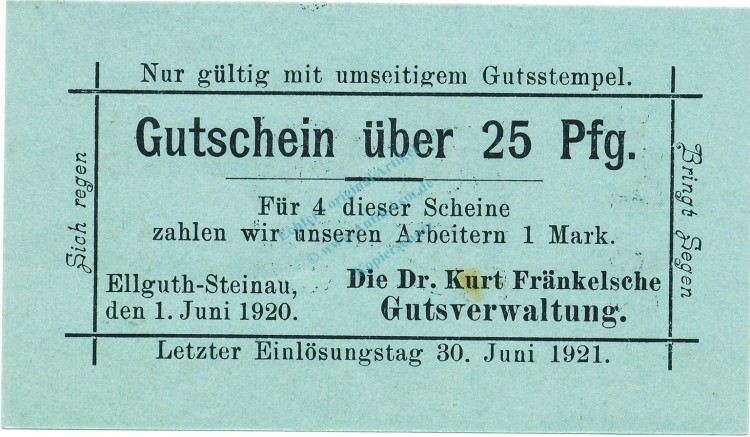 Nur gültig mit umseitigem Gutsstempel.
Gutschein über 25 Pfg.
Für 4 dieser Scheine
zahlen wir unseren Arbeitern 1 Mark.
Ellguth-Steinau,
den 1. Juni 1920.
Die Dr. Kurt Fränkelsche
Gutsverwaltung.
Letzter Einlösungstag 30. Juni 1921.
Sich regen
Bringt Segen